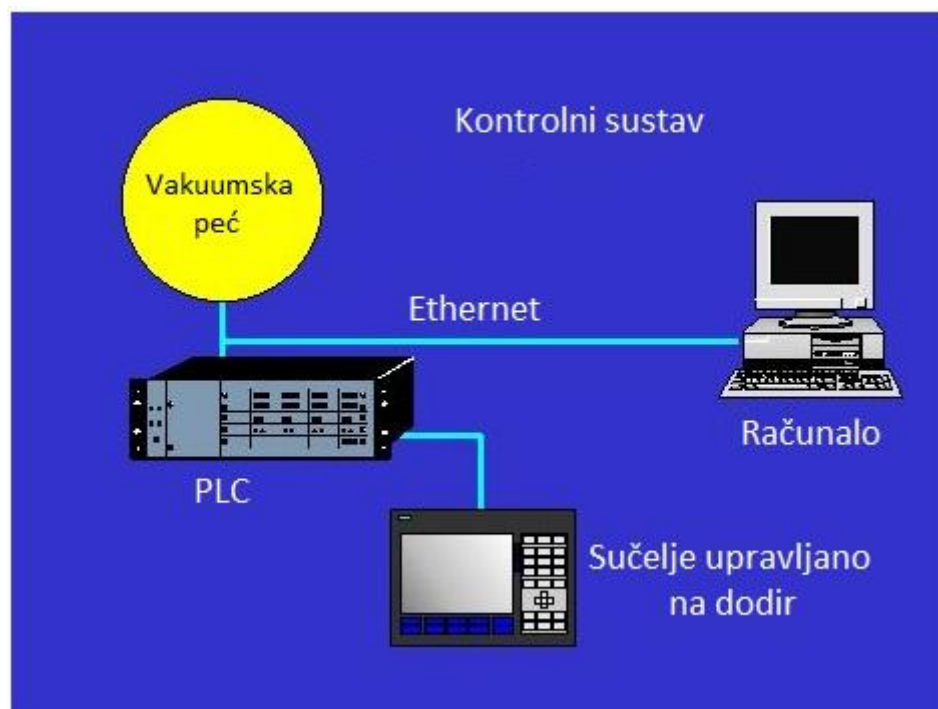 Kontrolni sustav
Vakuumska
peć
Ethernet
Računalo
PLC
Sučelje upravljano
na dodir